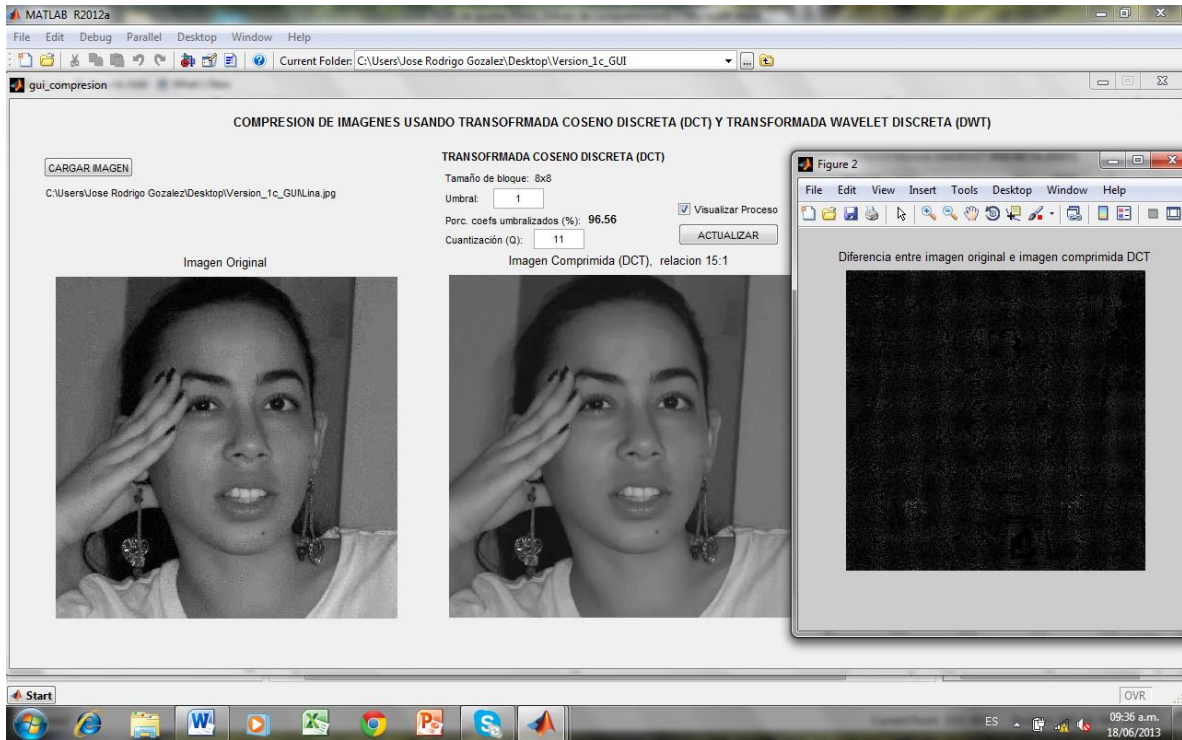 MATLAB R2012a
File Edit Debug Parallel Desktop Window Help
Current Folder: C:\Users\Jose Rodrigo Gozalez\Desktop\Version_1c_GUI
gui_compresion
COMPRESION DE IMAGENES USANDO TRANSOFRMADA COSENO DISCRETA (DCT) Y TRANSFORMADA WAVELET DISCRETA (DWT)
CARGAR IMAGEN
C:\Users\Jose Rodrigo Gozalez\Desktop\Version_1c_GUI\Lina.jpg
TRANSOFRMADA COSENO DISCRETA (DCT)
Tamaño de bloque: 8x8
Umbral: 1
Porc. coefs umbralizados (%): 96.56
Cuantización (Q): 11
Visualizar Proceso
ACTUALIZAR
Imagen Original
Imagen Comprimida (DCT), relacion 15:1
Figure 2
File Edit View Insert Tools Desktop Window Help
Diferencia entre imagen original e imagen comprimida DCT
Start
OVR
ES
09:36 a.m.
18/06/2013